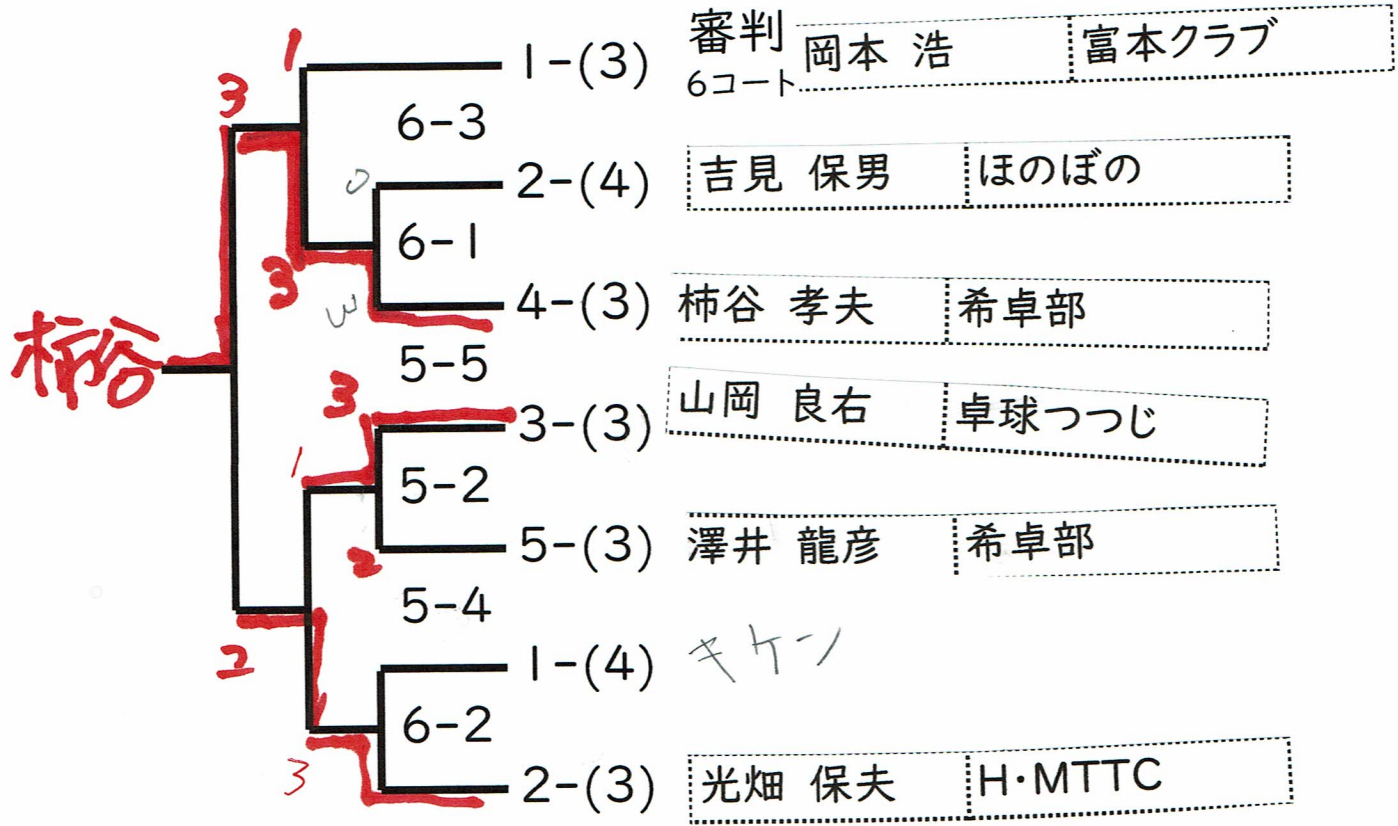 審判
6コート
1-(3) 岡本 浩 富本クラブ
1
3
6-3
0
2-(4) 吉見 保男 ほのぼの
6-1
3
3
4-(3) 柿谷 孝夫 希卓部
柿谷
5-5
3
3-(3) 山岡 良右 卓球つつじ
1
5-2
2
5-(3) 澤井 龍彦 希卓部
5-4
2
1-(4) キケン
6-2
3
2-(3) 光畑 保夫 H・MTTC